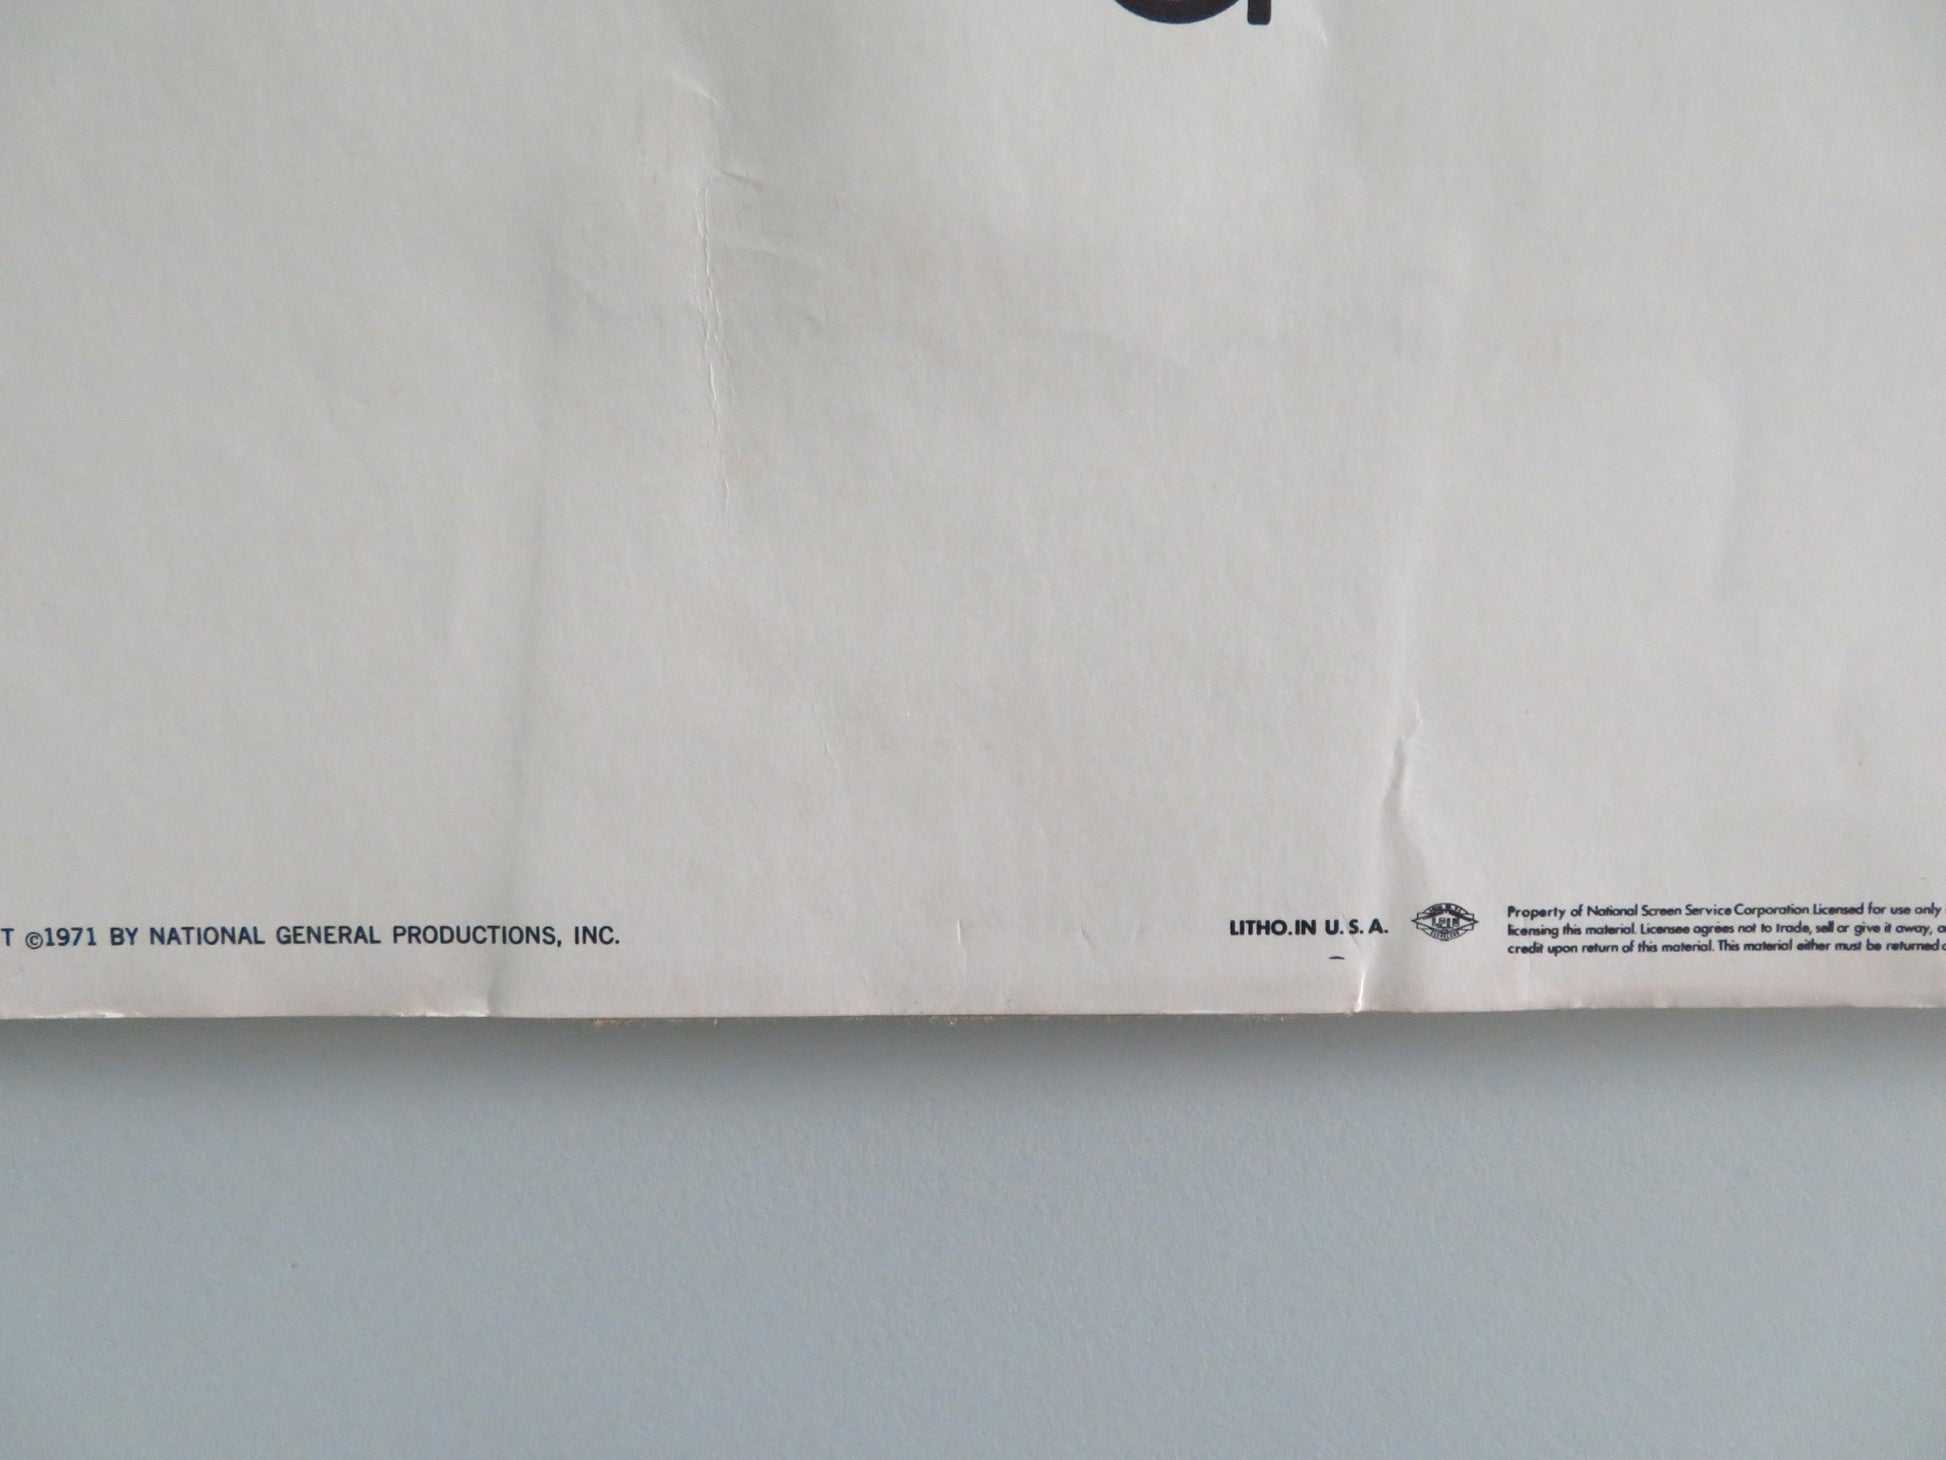 T ©1971 BY NATIONAL GENERAL PRODUCTIONS, INC.
LITHO. IN U. S. A.
Property of National Screen Service Corporation Licensed for use only
licensing this material. Licensee agrees not to trade, sell or give it away,
credit upon return of this material. This material either must be returned